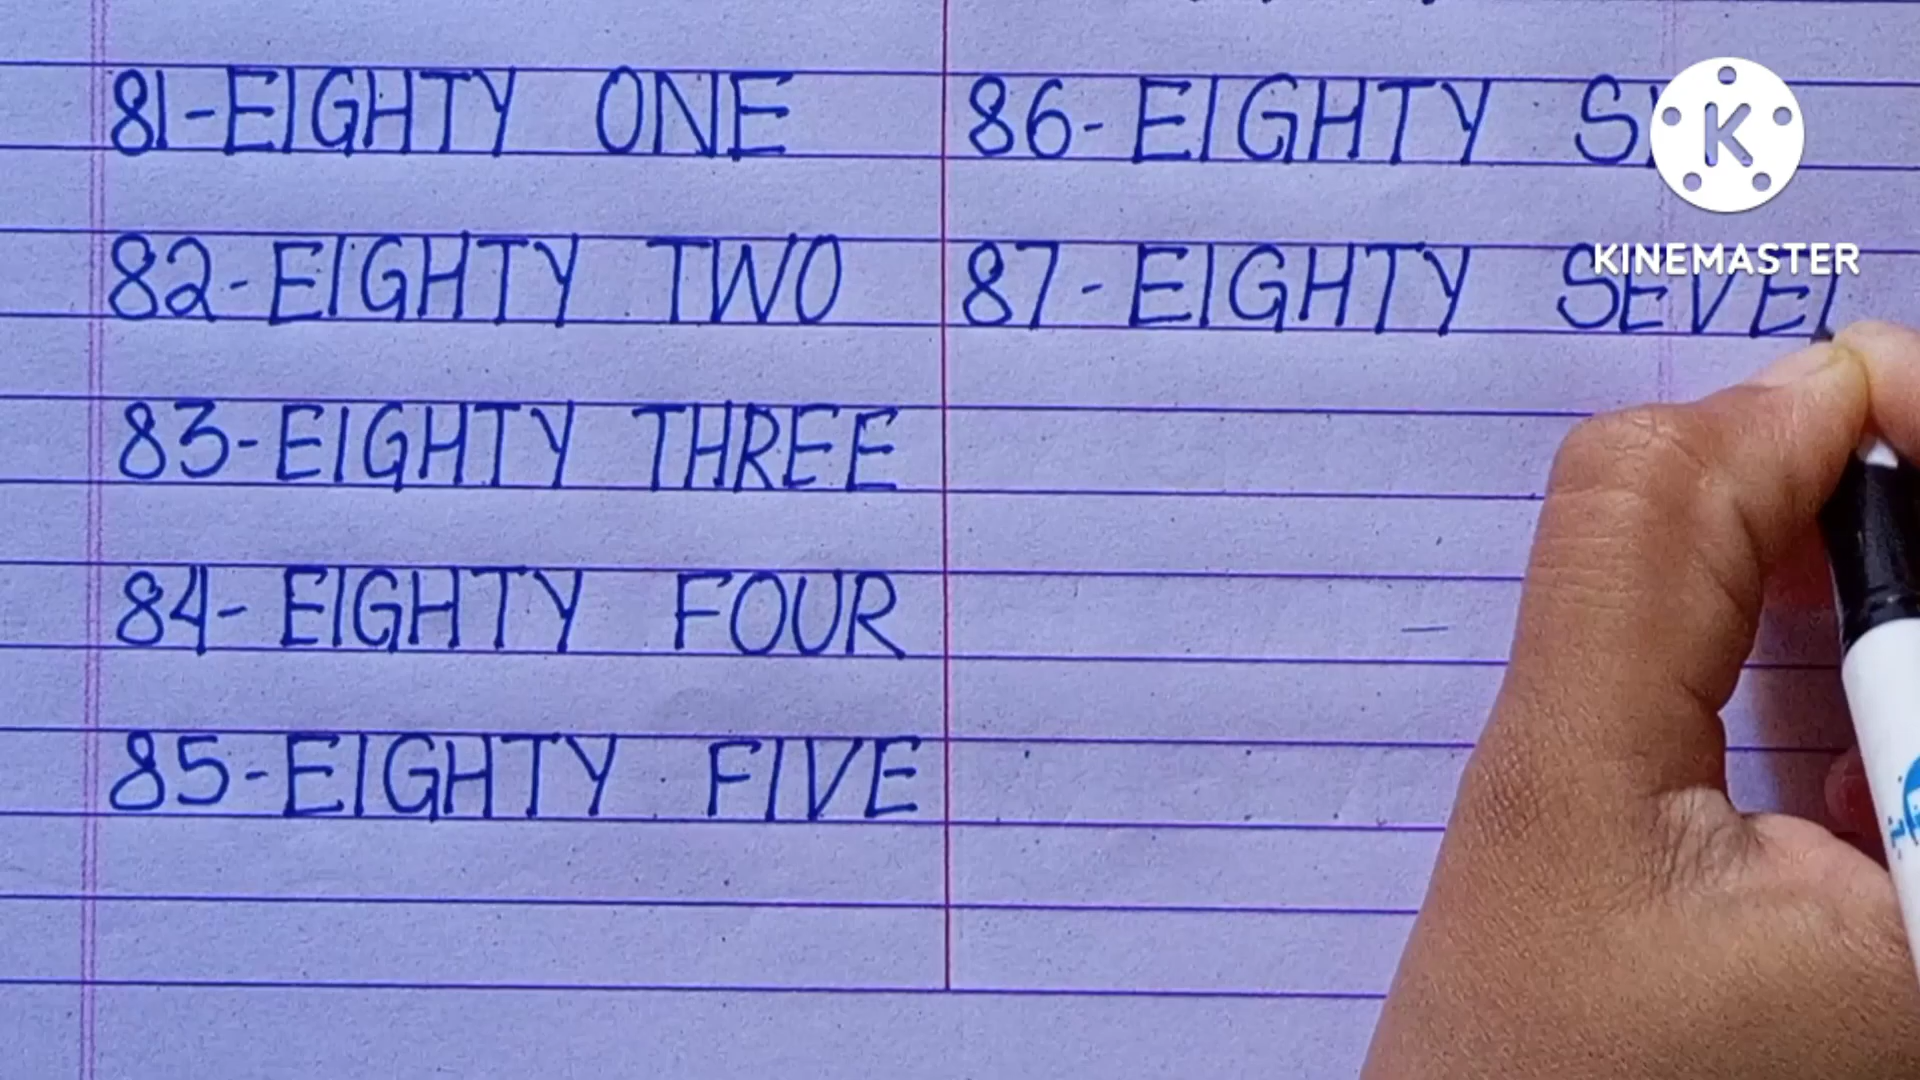 81-EIGHTY ONE
82-EIGHTY TWO
83-EIGHTY THREE
84- EIGHTY FOUR
85-EIGHTY FIVE
86- EIGHTY
87-EIGHTY
K
KINEMASTER